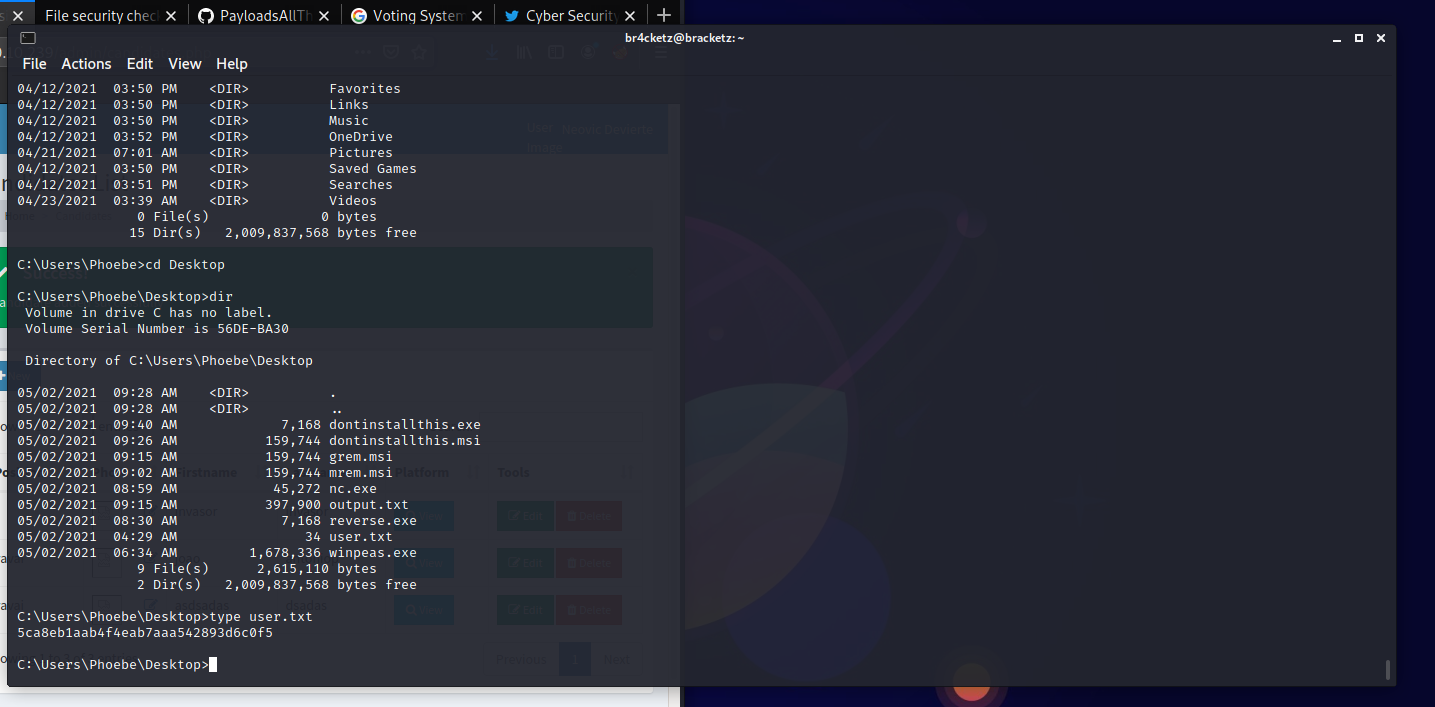 File security chec PayloadsAllTh Voting System Cyber Security
br4cketz@bracketz: ~
File Actions Edit View Help
04/12/2021 03:50 PM <DIR> Favorites
04/12/2021 03:50 PM <DIR> Links
04/12/2021 03:50 PM <DIR> Music
04/12/2021 03:52 PM <DIR> OneDrive
04/21/2021 07:01 AM <DIR> Pictures
04/12/2021 03:50 PM <DIR> Saved Games
04/12/2021 03:51 PM <DIR> Searches
04/23/2021 03:39 AM <DIR> Videos
0 File(s) 0 bytes
15 Dir(s) 2,009,837,568 bytes free
C:\Users\Phoebe>cd Desktop
C:\Users\Phoebe\Desktop>dir
Volume in drive C has no label.
Volume Serial Number is 56DE-BA30
Directory of C:\Users\Phoebe\Desktop
05/02/2021 09:28 AM <DIR> .
05/02/2021 09:28 AM <DIR> ..
05/02/2021 09:40 AM 7,168 dontinstallthis.exe
05/02/2021 09:26 AM 159,744 dontinstallthis.msi
05/02/2021 09:15 AM 159,744 grem.msi
05/02/2021 09:02 AM 159,744 mrem.msi
05/02/2021 08:59 AM 45,272 nc.exe
05/02/2021 09:15 AM 397,900 output.txt
05/02/2021 08:30 AM 7,168 reverse.exe
05/02/2021 04:29 AM 34 user.txt
05/02/2021 06:34 AM 1,678,336 winpeas.exe
9 File(s) 2,615,110 bytes
2 Dir(s) 2,009,837,568 bytes free
C:\Users\Phoebe\Desktop>type user.txt
5ca8eb1aab4f4eab7aaa542893d6c0f5
C:\Users\Phoebe\Desktop>
Platform Tools
Edit Delete
Edit Delete
Edit Delete
Previous 1 Next